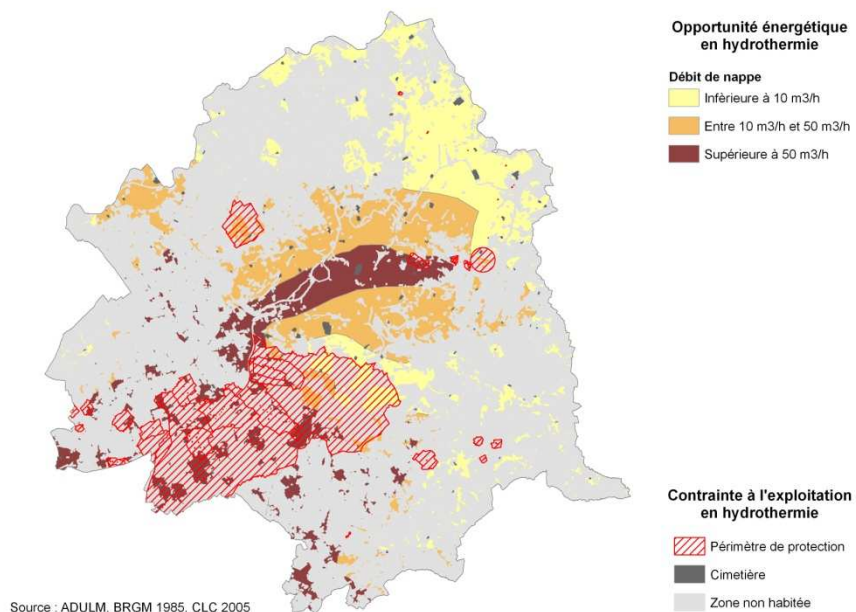 Opportunité énergétique
en hydrothermie
Débit de nappe
Infèrieure à 10 m3/h
Entre 10 m3/h et 50 m3/h
Supérieure à 50 m3/h
Contrainte à l'exploitation
en hydrothermie
Périmètre de protection
Cimetière
Zone non habitée
Source : ADULM, BRGM 1985, CLC 2005